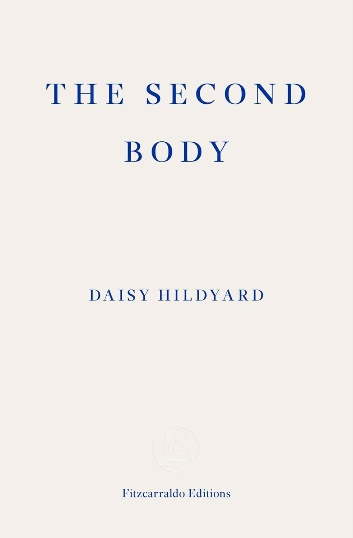 THE SECOND
BODY
DAISY HILDYARD
Fitzcarraldo Editions